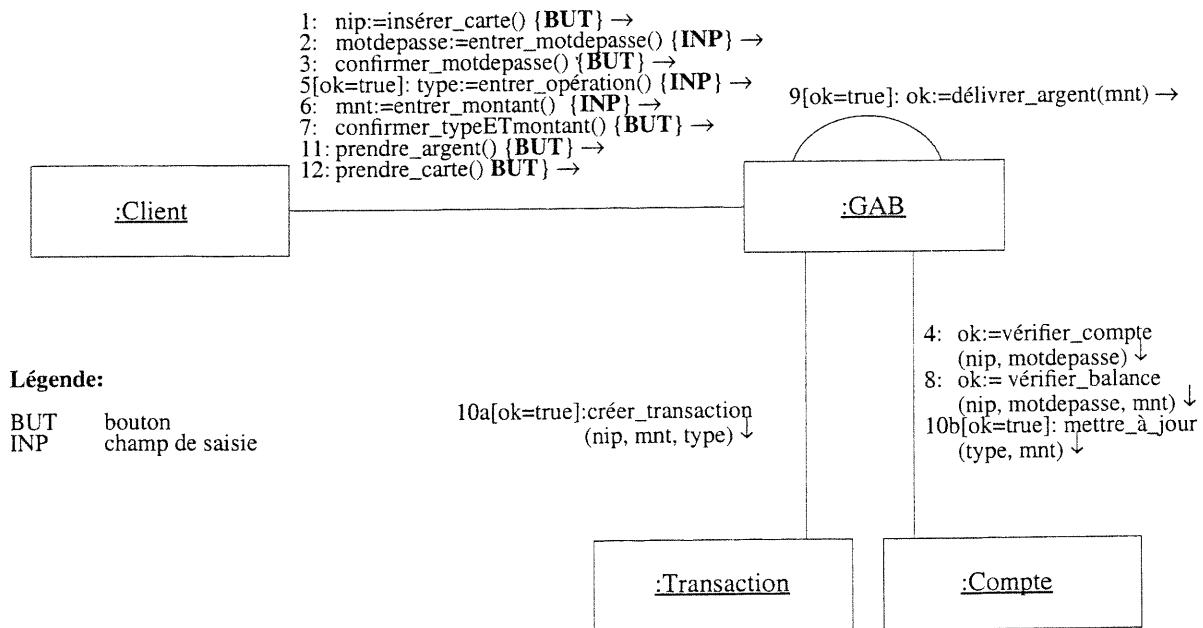 1: nip:=insérer_carte() {BUT} →
2: motdepasse:=entrer_motdepasse() {INP} →
3: confirmer_motdepasse() {BUT} →
5[ok=true]: type:=entrer_opération() {INP} →
6: mnt:=entrer_montant() {INP} →
7: confirmer_typeETmontant() {BUT} →
11: prendre_argent() {BUT} →
12: prendre_carte() BUT} →
9[ok=true]: ok:=délivrer_argent(mnt) →
:Client
:GAB
4: ok:=vérifier_compte
(nip, motdepasse) ↓
8: ok:= vérifier_balance
(nip, motdepasse, mnt) ↓
10b[ok=true]: mettre_à_jour
(type, mnt) ↓
Légende:
BUT bouton
INP champ de saisie
10a[ok=true]:créer_transaction
(nip, mnt, type) ↓
:Transaction
:Compte